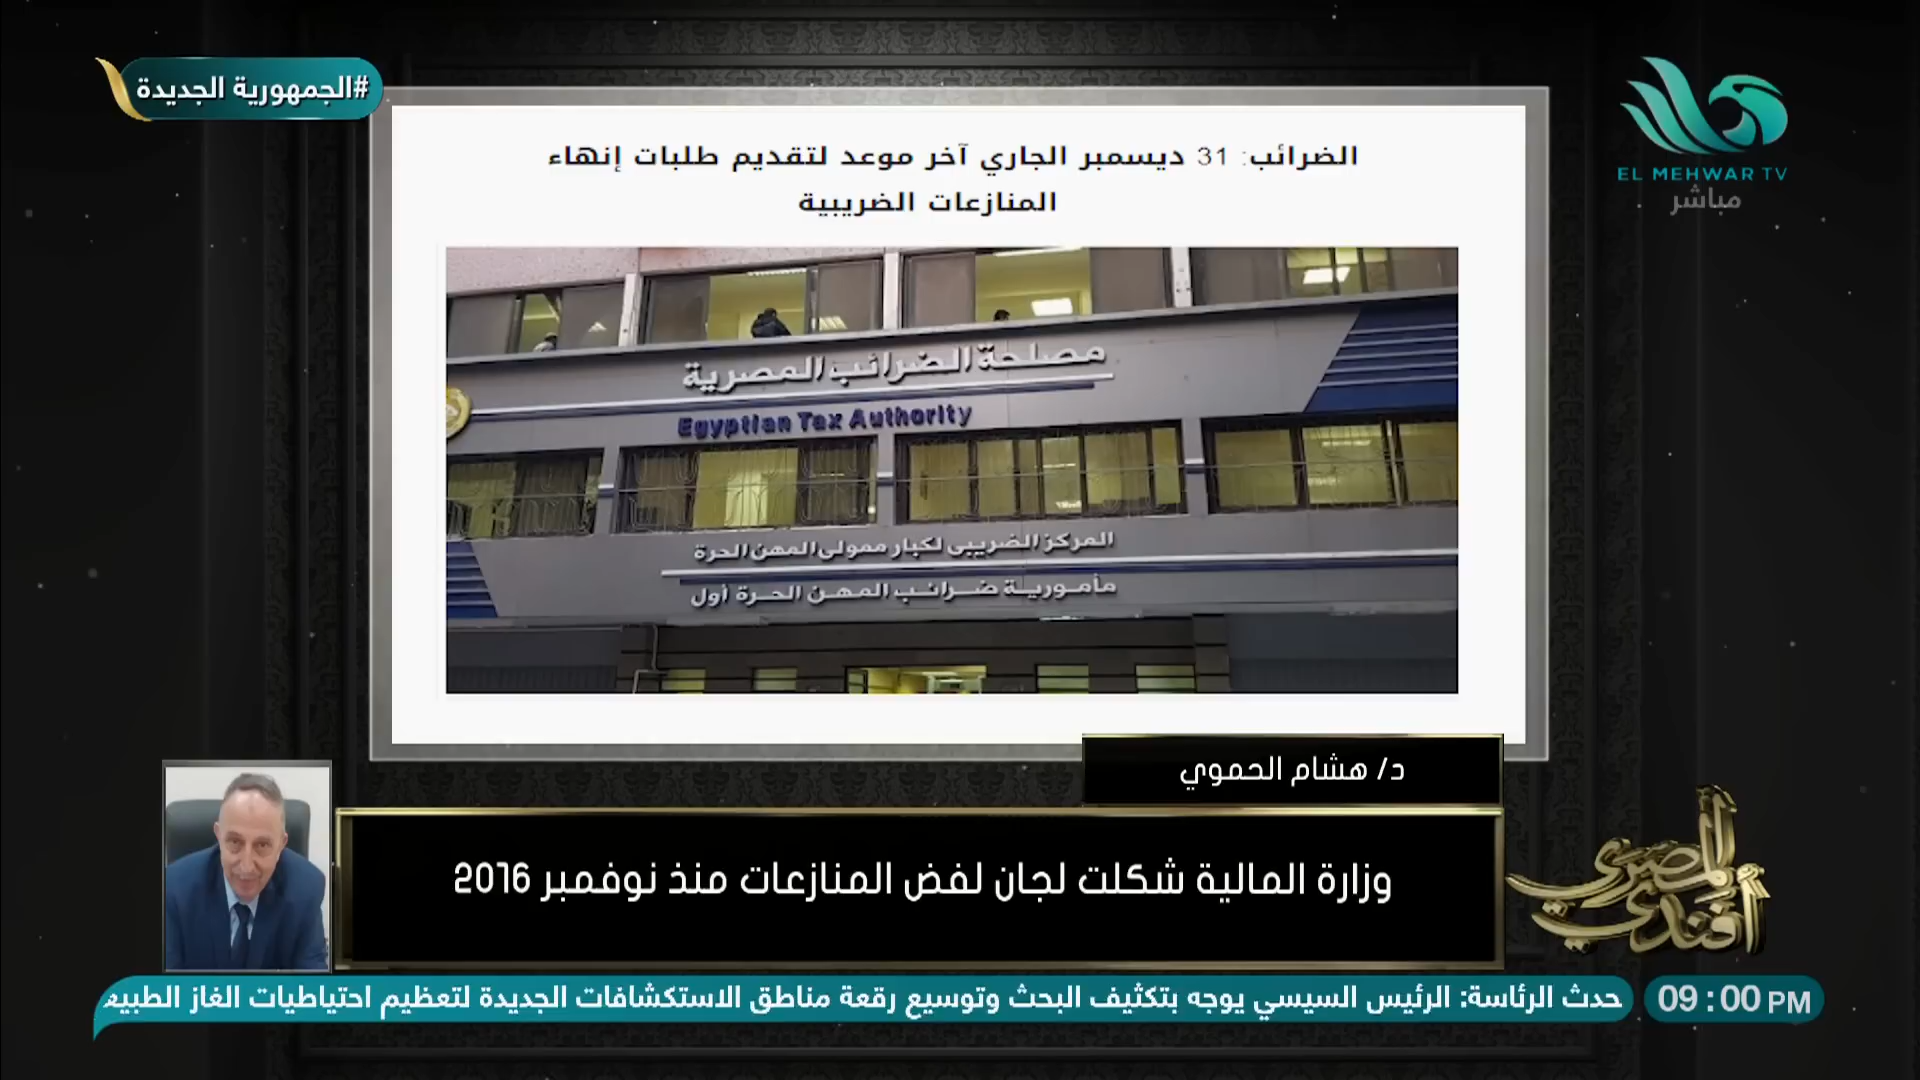 #الجمهورية الجديدة
EL MEHWAR TV
مباشر
الضرائب: 31 ديسمبر الجاري آخر موعد لتقديم طلبات إنهاء
المنازعات الضريبية
مصلحة الضرائب المصرية
Egyptian Tax Authority
المركز الضريبى لكبار ممولى المهن الحرة
مأمورية ضرائب المهن الحرة أول
د/ هشام الحموي
وزارة المالية شكلت لجان لفض المنازعات منذ نوفمبر 2016
المصري
أفندي
حدث الرئاسة: الرئيس السيسي يوجه بتكثيف البحث وتوسيع رقعة مناطق الاستكشافات الجديدة لتعظيم احتياطيات الغاز الطبيع
09:00 PM